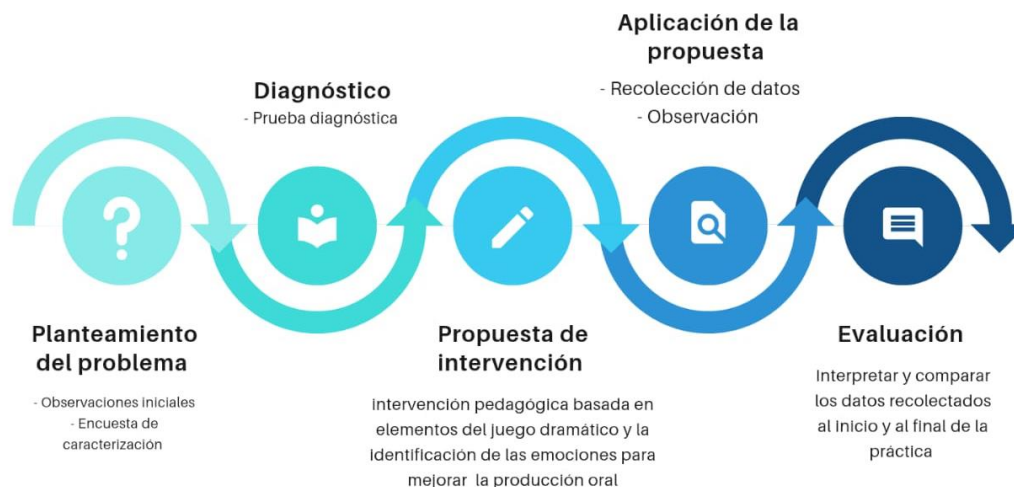 Planteamiento
del problema
- Observaciones iniciales
- Encuesta de
caracterización
Diagnóstico
- Prueba diagnóstica
Propuesta de
intervención
intervención pedagógica basada en
elementos del juego dramático y la
identificación de las emociones para
mejorar la producción oral
Aplicación de la
propuesta
- Recolección de datos
- Observación
Evaluación
Interpretar y comparar
los datos recolectados
al inicio y al final de la
práctica